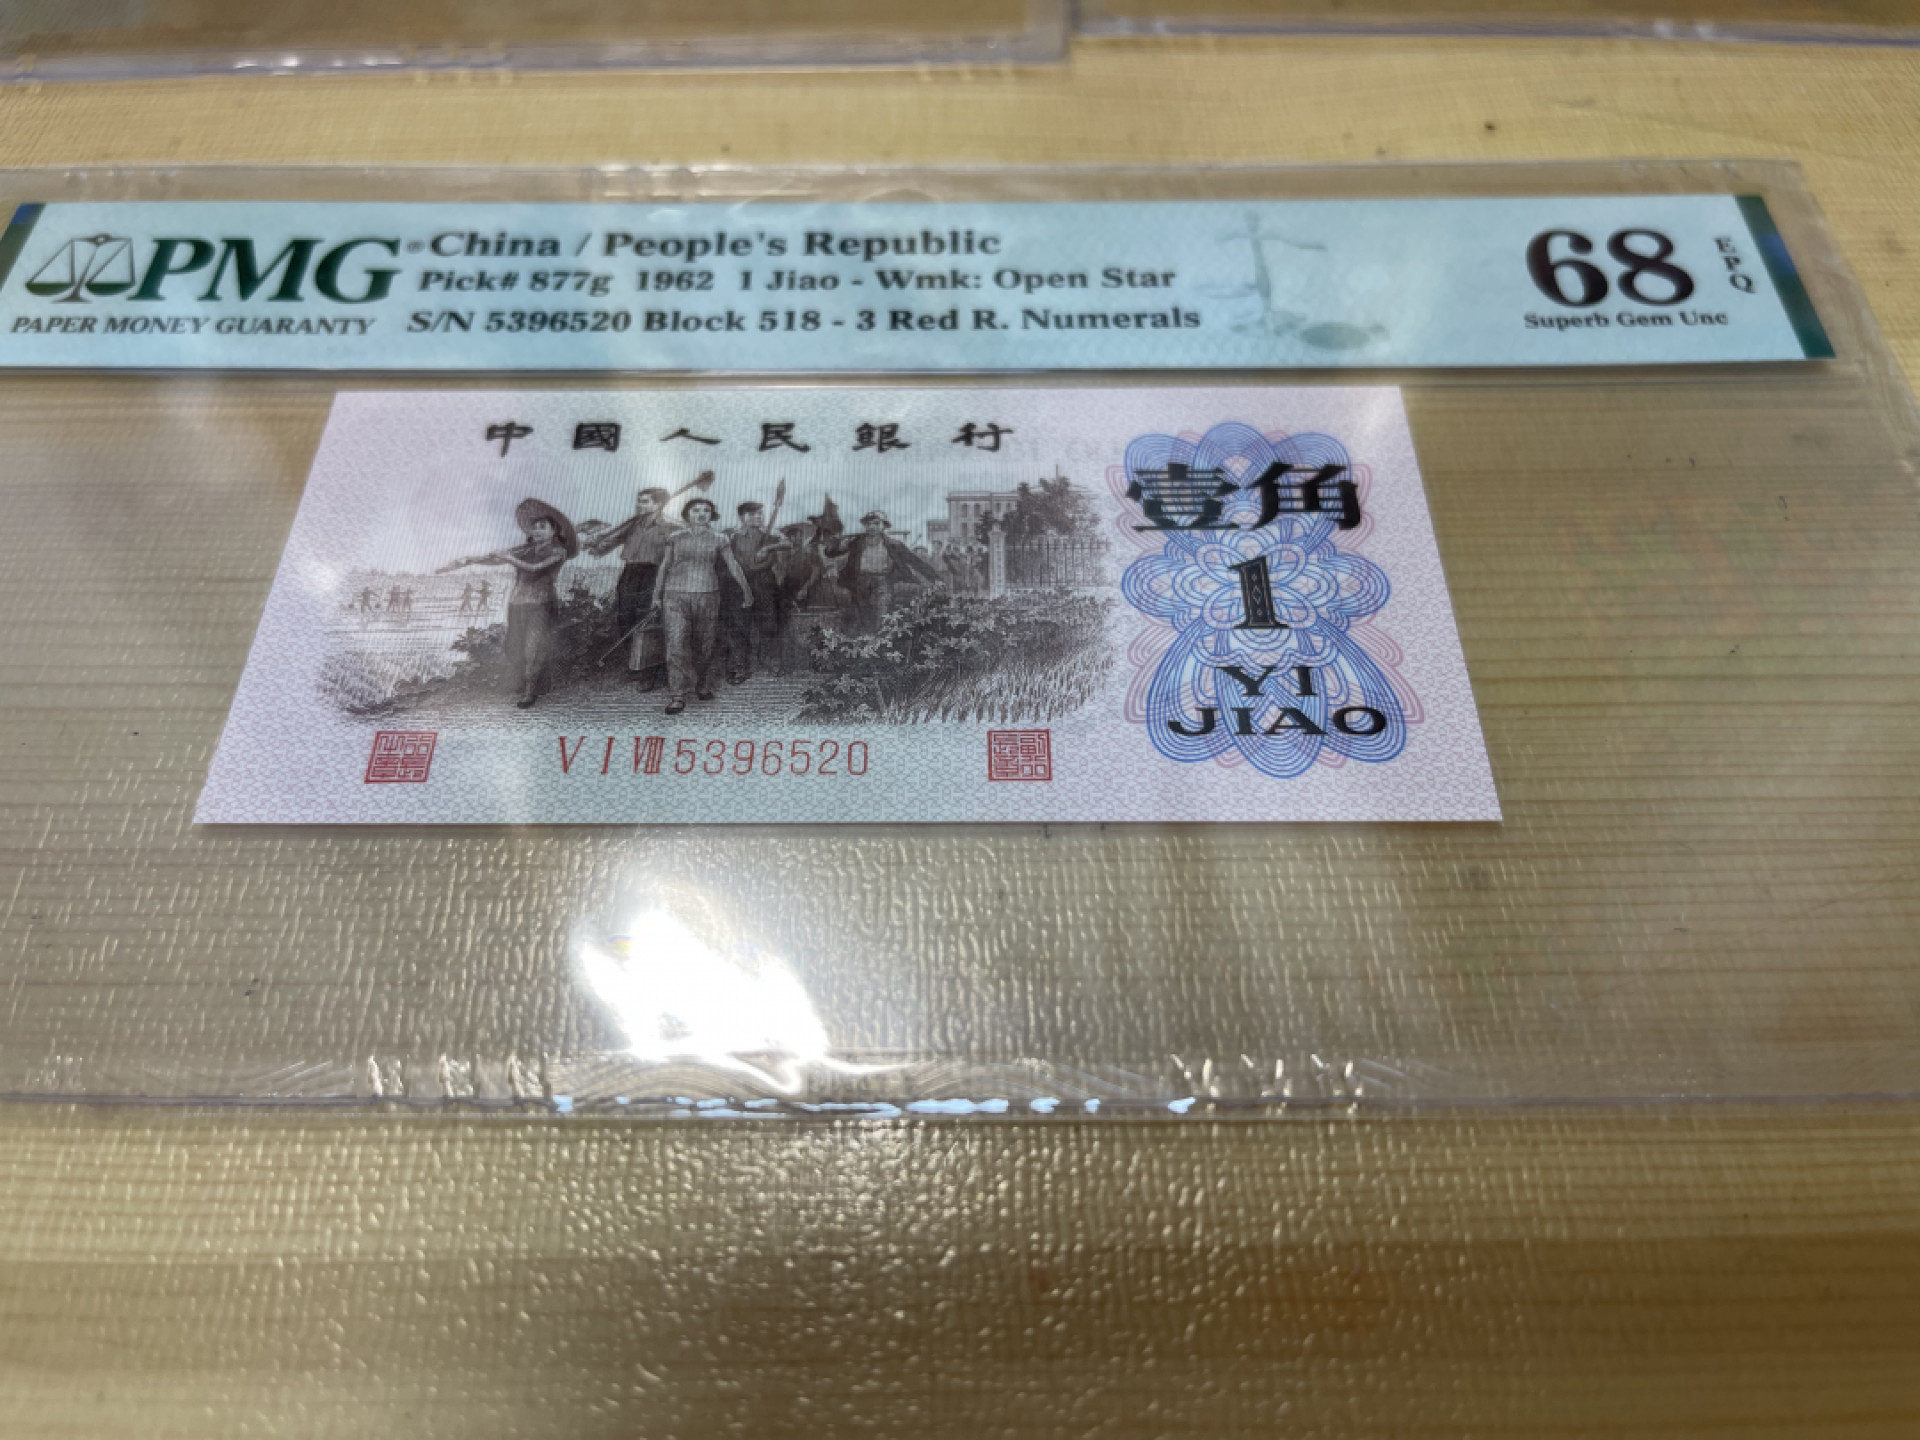 PMG®
PAPER MONEY GUARANTY
China / People's Republic
Pick# 877g 1962 1 Jiao - Wmk: Open Star
S/N 5396520 Block 518 - 3 Red R. Numerals
68 EPQ
Superb Gem Unc
中國人民銀行
壹角
1
YI
JIAO
V I VIII 5396520